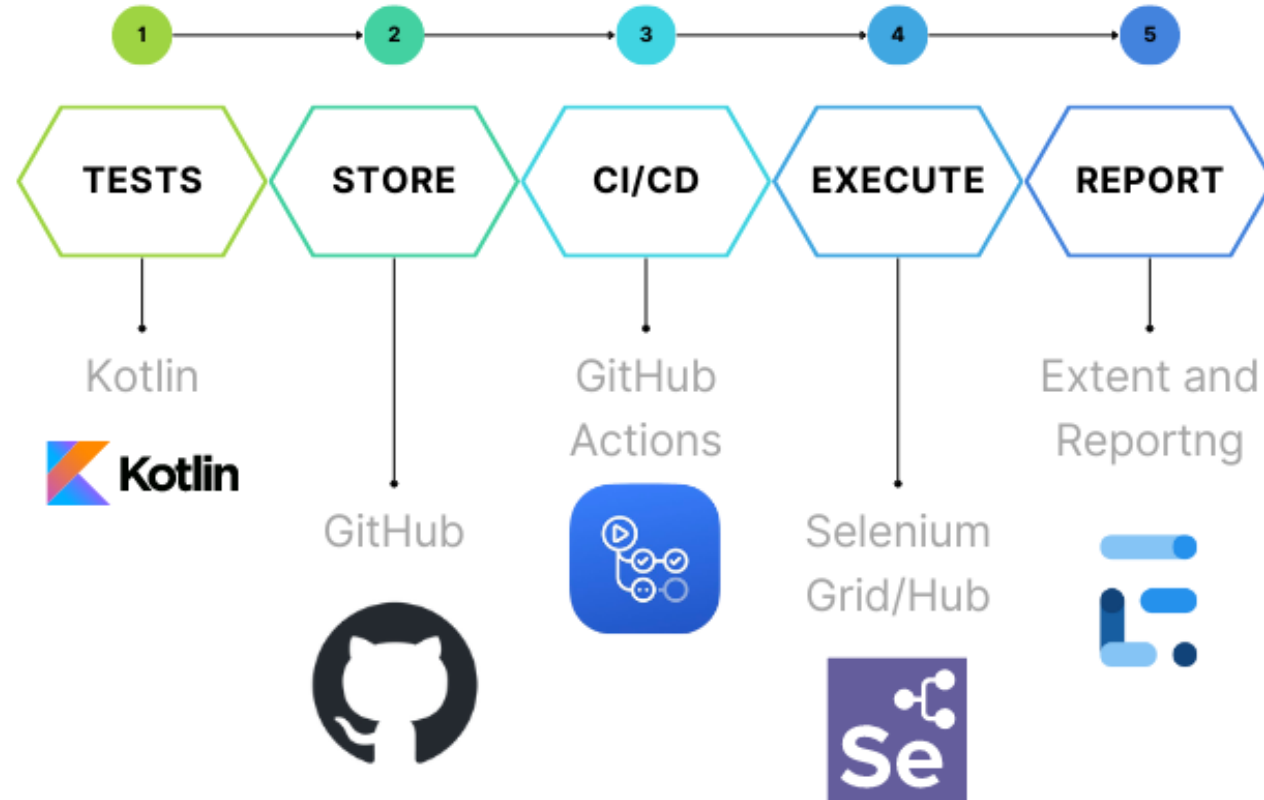 1 2 3 4 5
TESTS STORE CI/CD EXECUTE REPORT
Kotlin
Kotlin
GitHub
GitHub
Actions
Selenium
Grid/Hub
Se
Extent and
Reportng